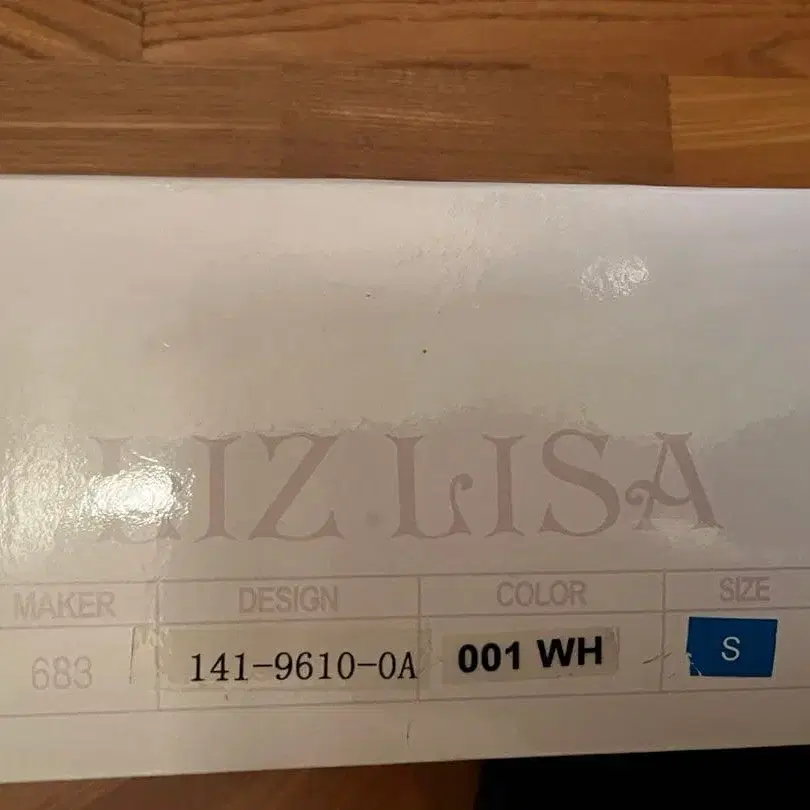 LIZ LISA
MAKER DESIGN COLOR SIZE
683 141-9610-0A 001 WH S